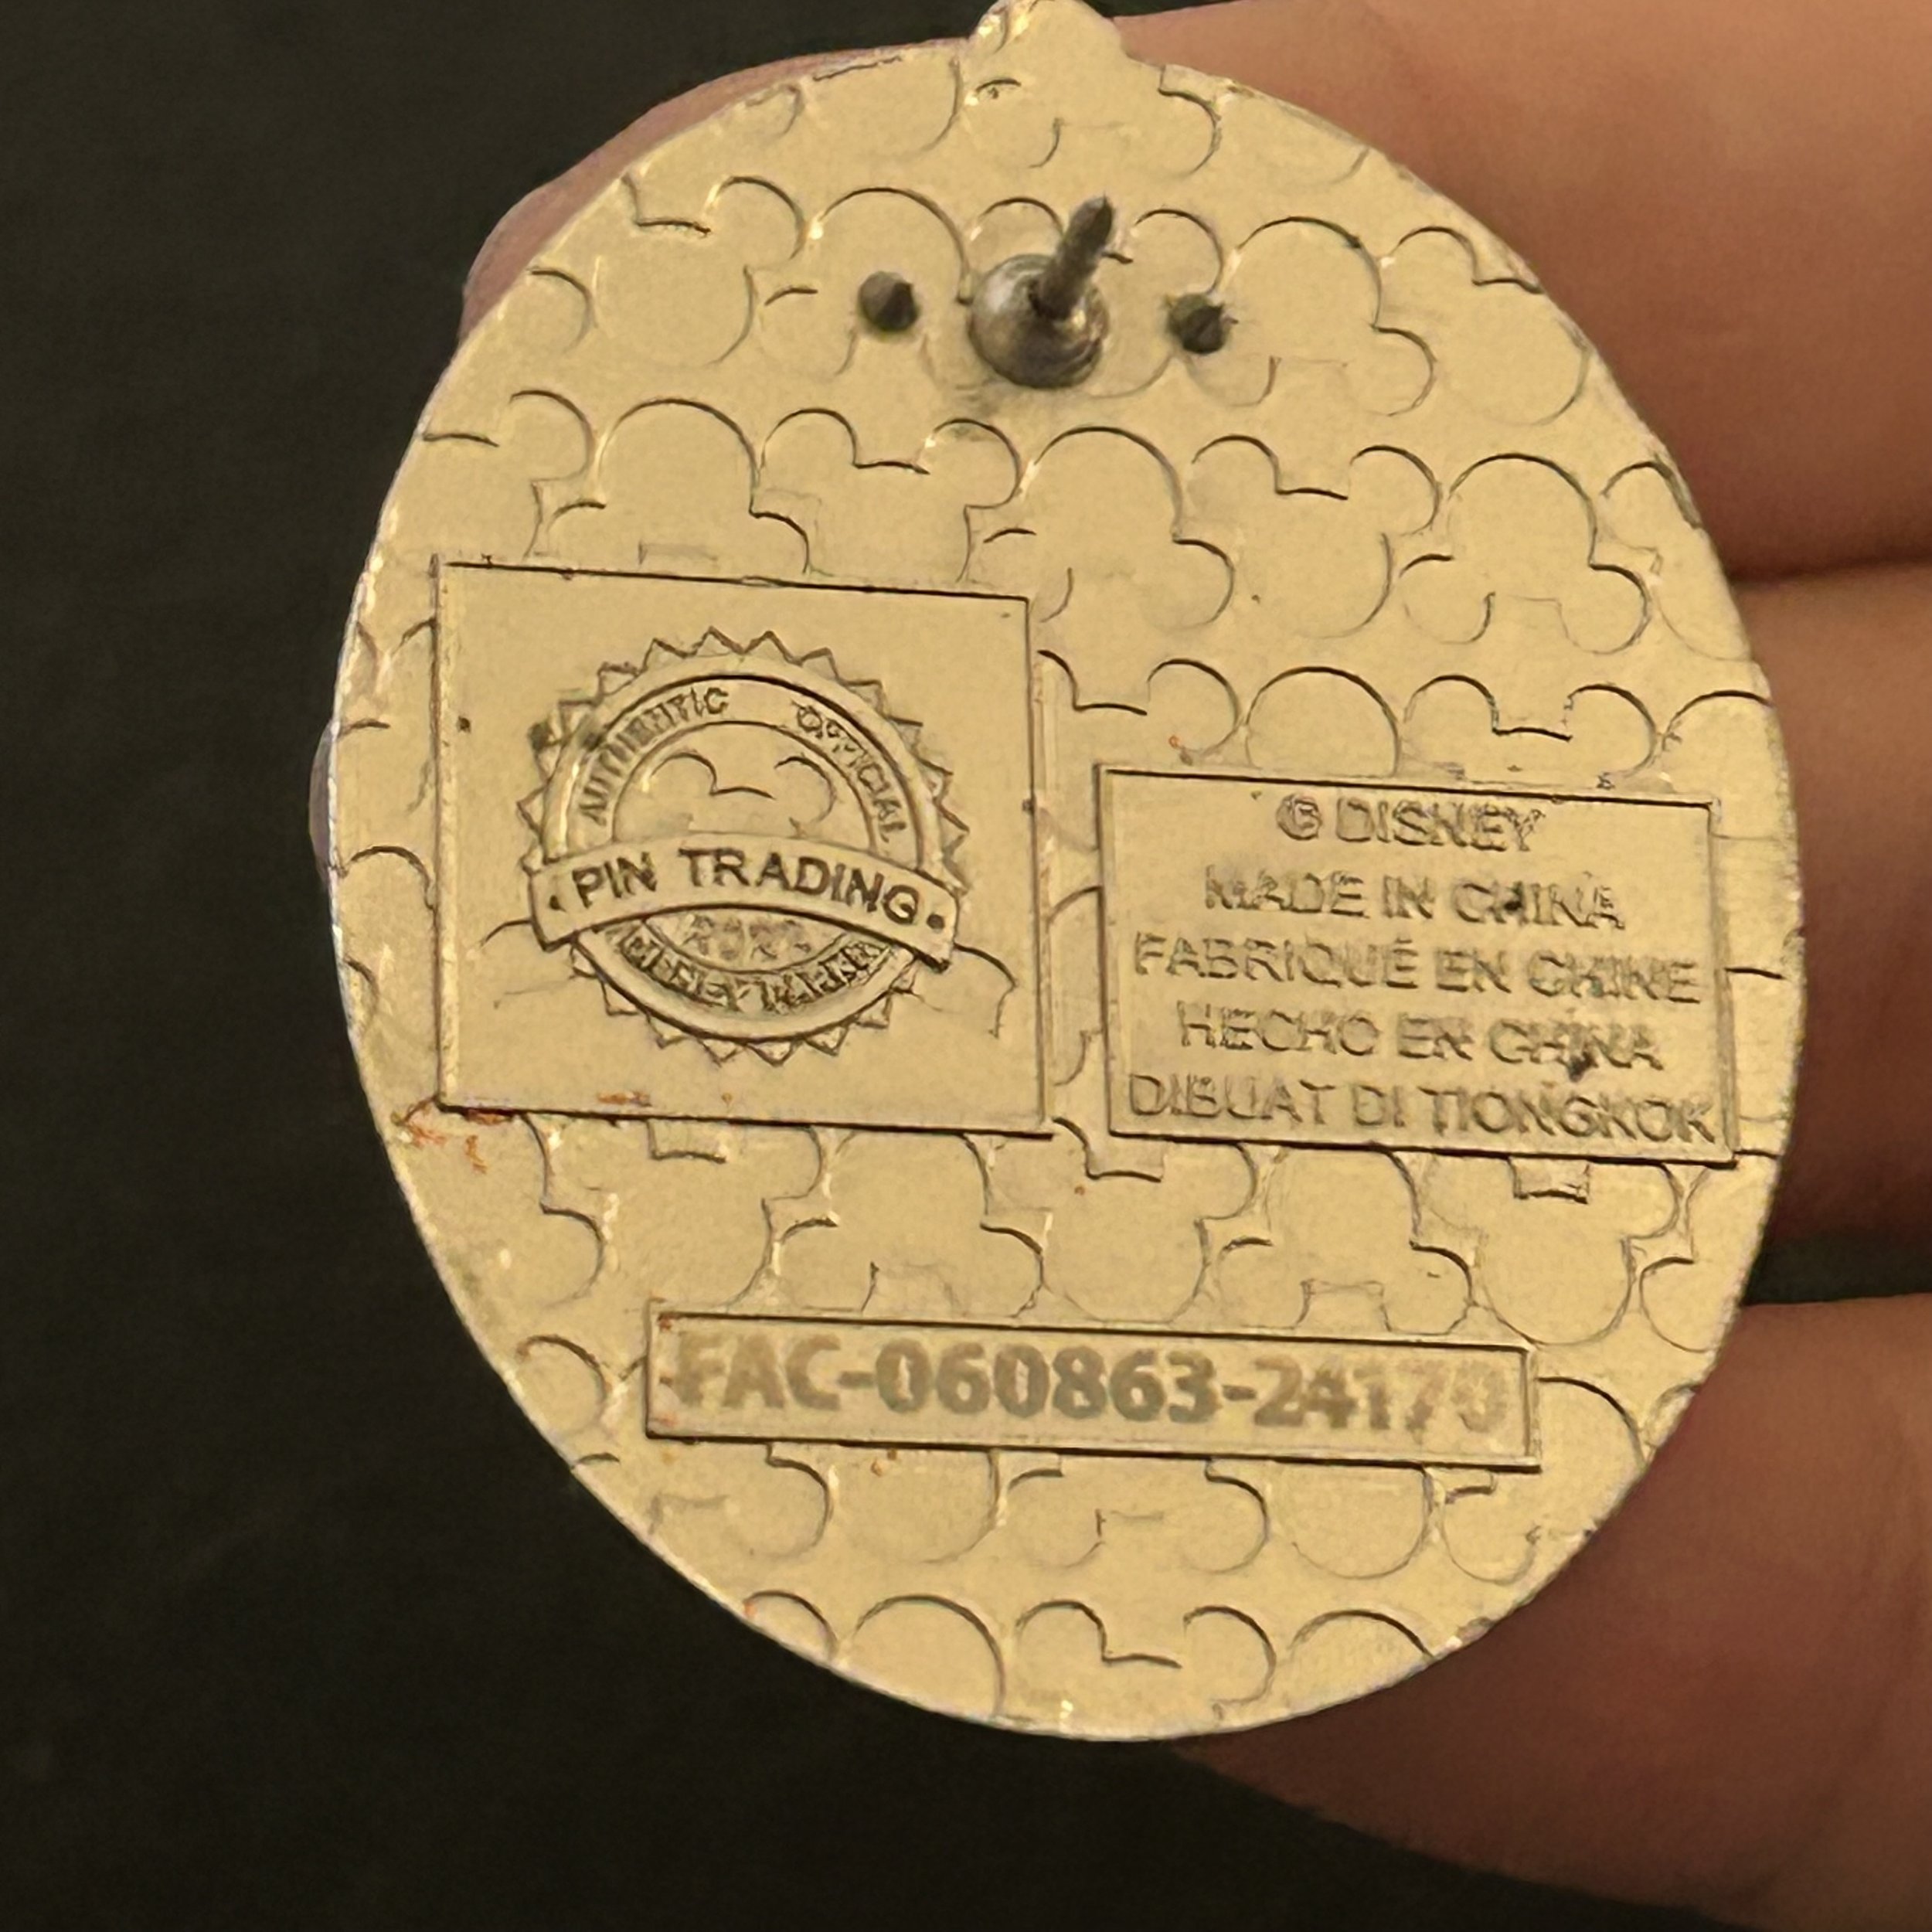 AUTHENTIC OFFICIAL
PIN TRADING
© DISNEY
MADE IN CHINA
FABRIQUÉ EN CHINE
HECHO EN CHINA
DIBUAT DI TIONGKOK
FAC-060863-24170